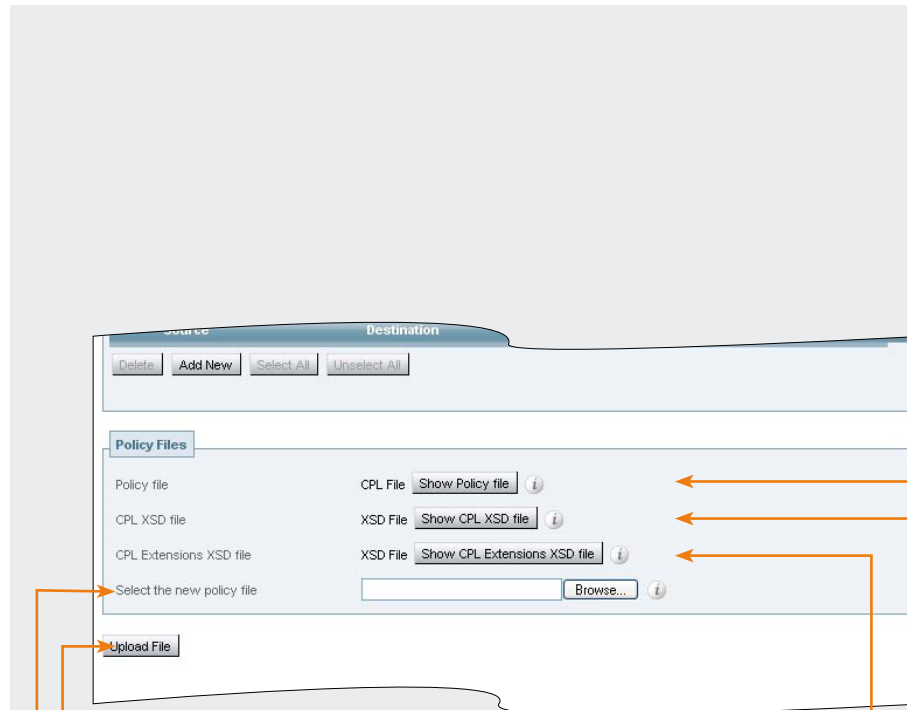 Source Destination
Delete Add New Select All Unselect All
Policy Files
Policy file CPL File Show Policy file i
CPL XSD file XSD File Show CPL XSD file i
CPL Extensions XSD file XSD File Show CPL Extensions XSD file i
Select the new policy file Browse... i
Upload File